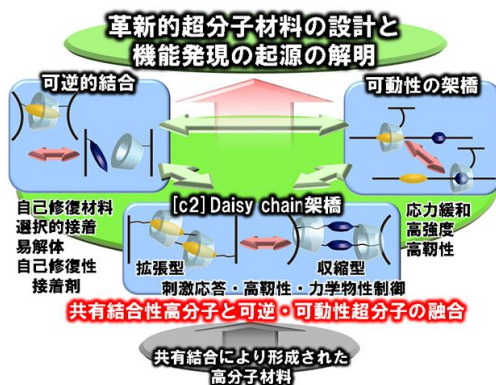 革新的超分子材料の設計と
機能発現の起源の解明
可逆的結合
可動性の架橋
自己修復材料
選択的接着
易解体
自己修復性
接着剤
[c2]Daisy chain架橋
応力緩和
高強度
高靭性
拡張型
収縮型
刺激応答・高靭性・力学物性制御
共有結合性高分子と可逆・可動性超分子の融合
共有結合により形成された
高分子材料